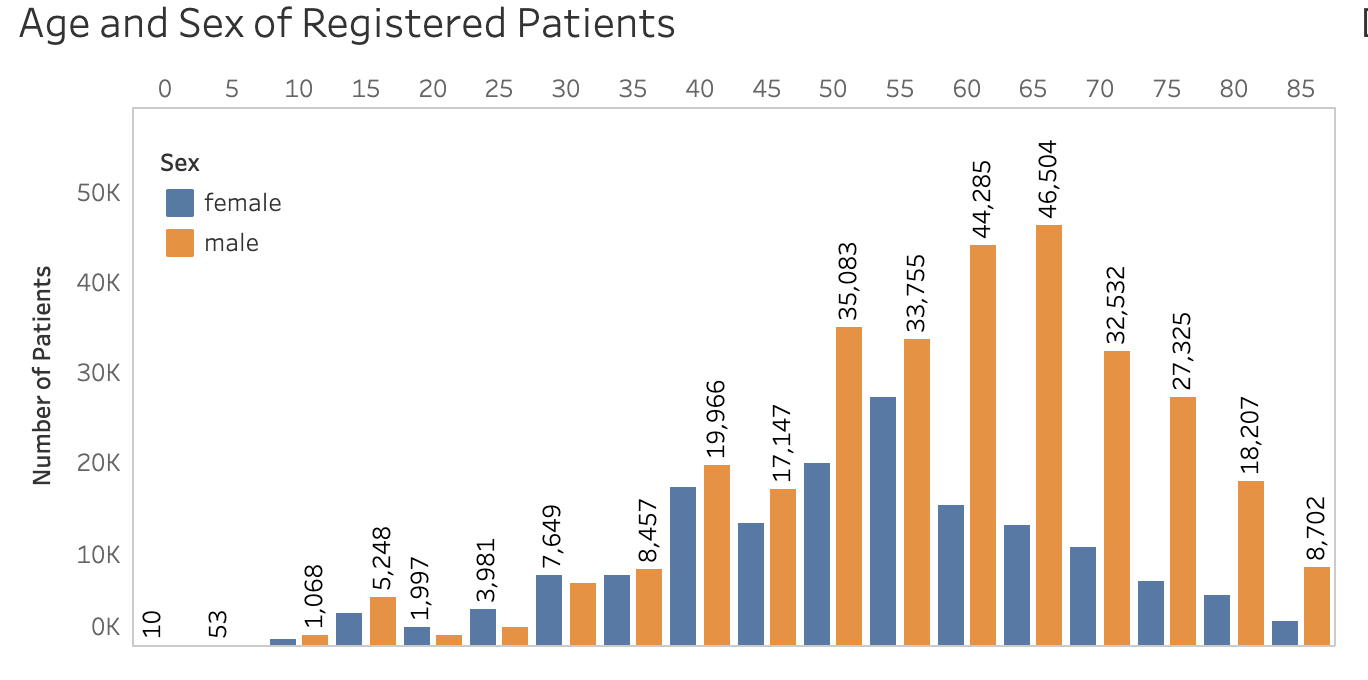 Age and Sex of Registered Patients
0 5 10 15 20 25 30 35 40 45 50 55 60 65 70 75 80 85
Sex
female
male
Number of Patients
50K
40K
30K
20K
10K
0K
10
53
1,068
5,248
1,997
3,981
7,649
8,457
19,966
17,147
35,083
33,755
44,285
46,504
32,532
27,325
18,207
8,702